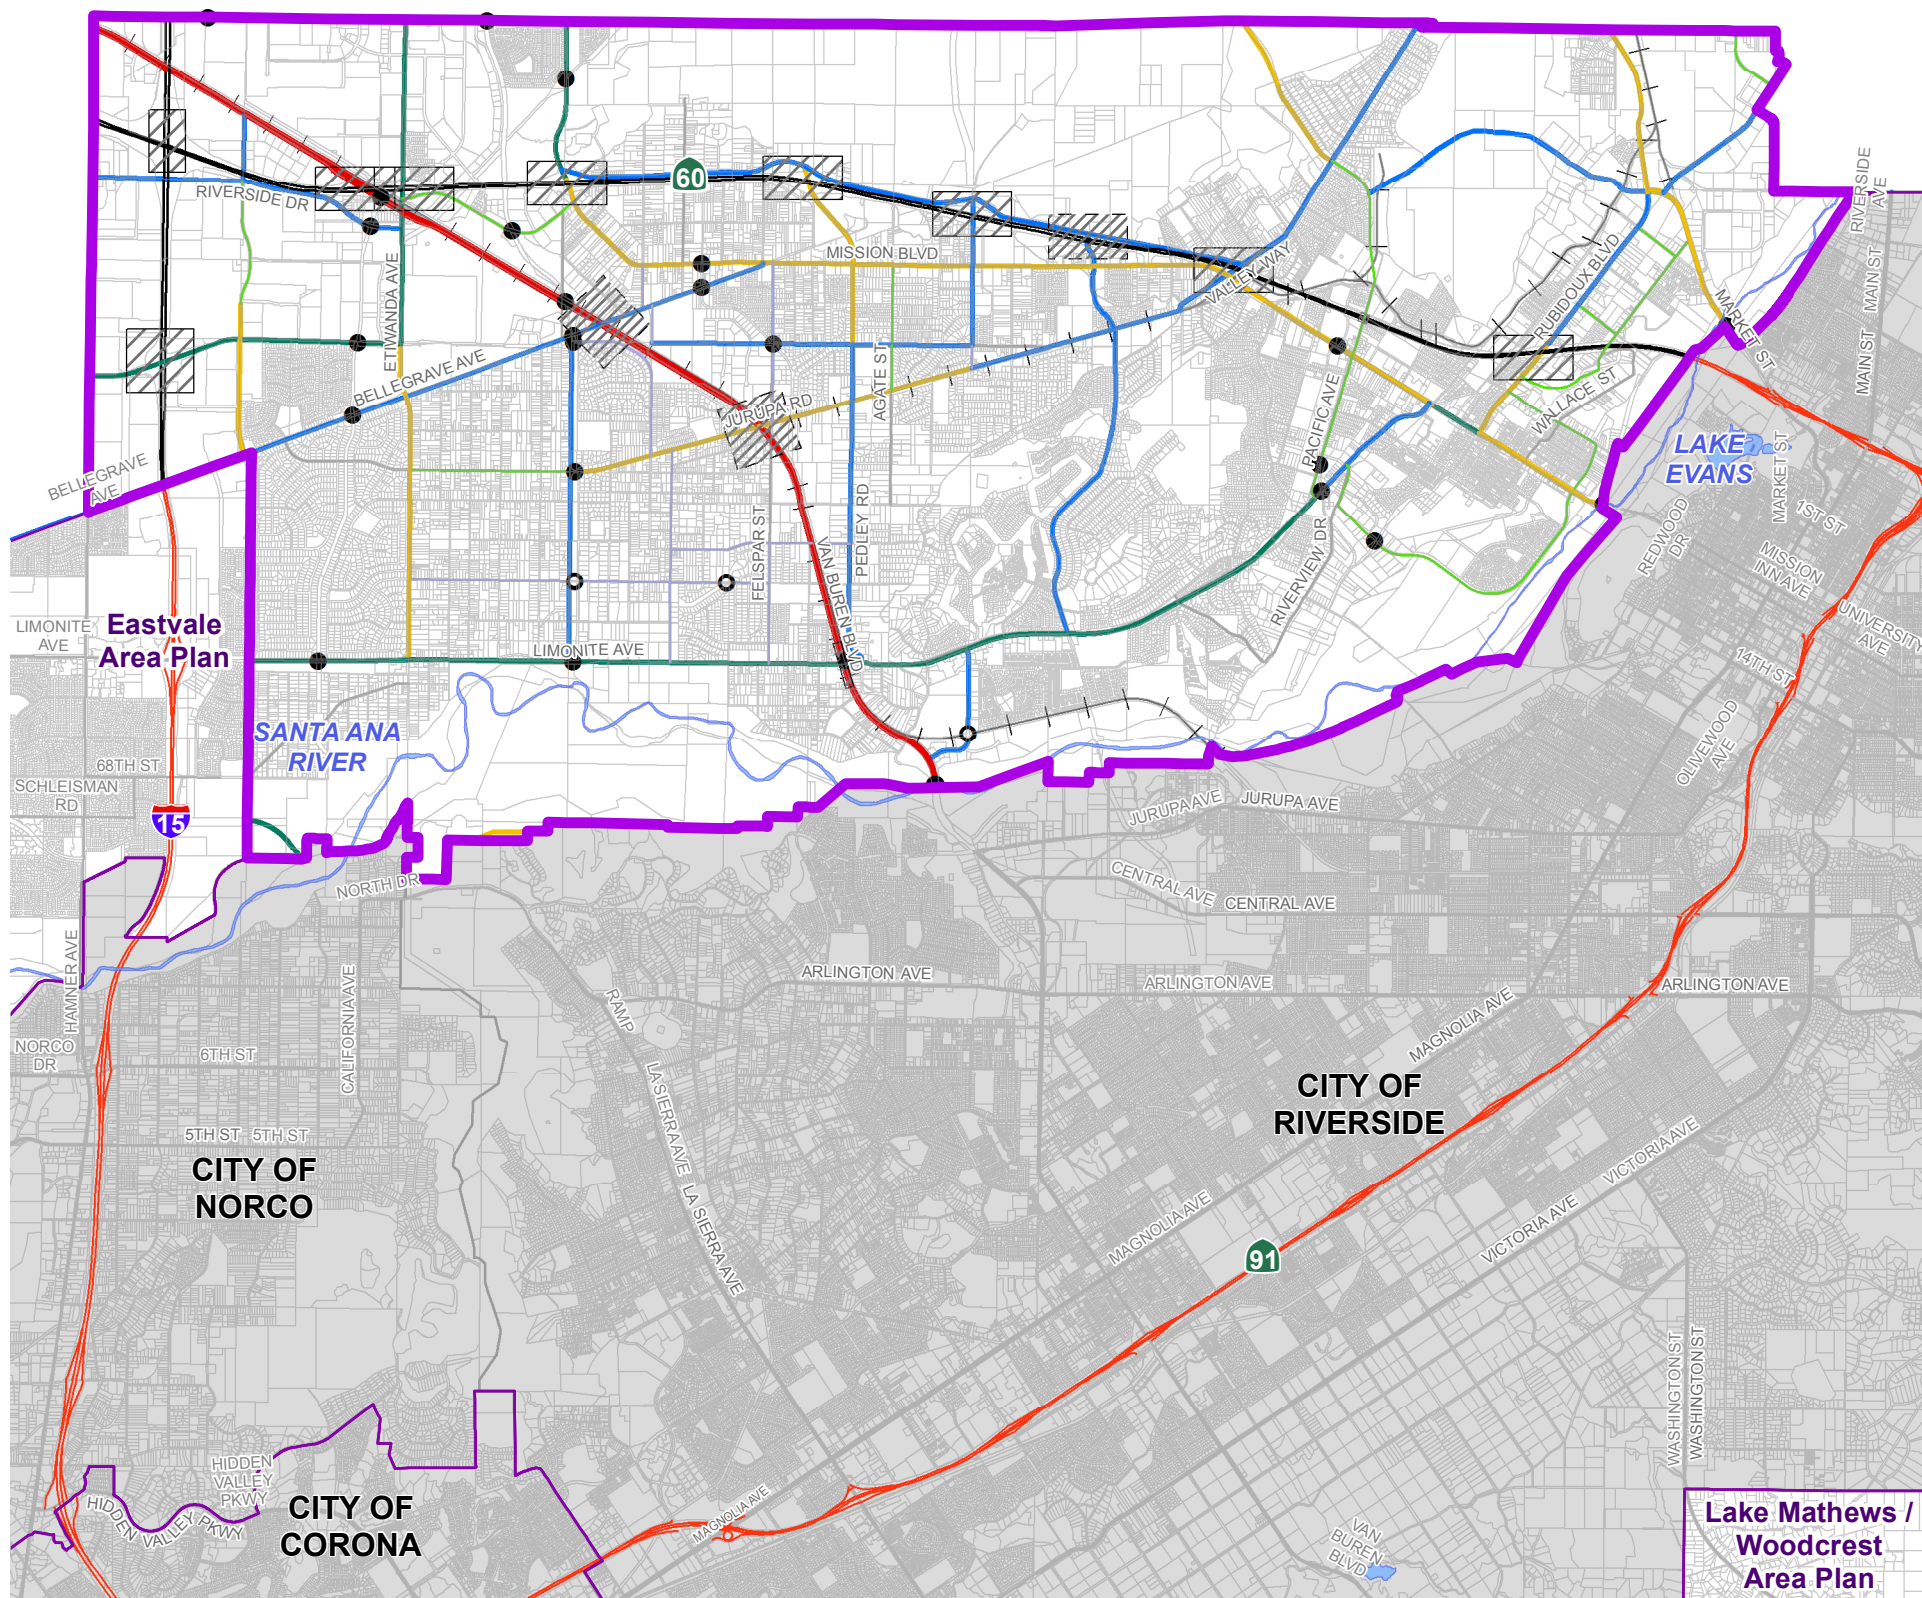 60
RIVERSIDE DR
MISSION BLVD
VALLEY WAY
RUBIDOUX BLVD
RIVERSIDE
AVE
MAIN ST
MAIN ST
MAIN ST
MARKET ST
ETIWANDA AVE
BELLEGRAVE AVE
JURUPA RD
AGATE ST
PACIFIC AVE
WALLACE ST
BELLEGRAVE
AVE
LAKE
EVANS
MARKET ST
1ST ST
REDWOOD
DR
MISSION
INN AVE
UNIVERSITY
AVE
14TH ST
OLIVEWOOD
AVE
FELSPAR ST
PEDLEY RD
VAN BUREN BLVD
RIVERVIEW DR
LIMONITE
AVE
Eastvale
Area Plan
LIMONITE AVE
SANTA ANA
RIVER
68TH ST
SCHLEISMAN
RD
15
JURUPA AVE
JURUPA AVE
NORTH DR
CENTRAL AVE
CENTRAL AVE
HAMNER AVE
CALIFORNIA AVE
ARLINGTON AVE
ARLINGTON AVE
ARLINGTON AVE
RAMP
NORCO
DR
6TH ST
MAGNOLIA AVE
LA SIERRA AVE
LA SIERRA AVE
CITY OF
RIVERSIDE
5TH ST
5TH ST
CITY OF
NORCO
VICTORIA AVE
VICTORIA AVE
MAGNOLIA AVE
91
WASHINGTON ST
WASHINGTON ST
HIDDEN
VALLEY
PKWY
HIDDEN VALLEY PKWY
CITY OF
CORONA
MAGNOLIA AVE
VAN
BUREN
BLVD
Lake Mathews /
Woodcrest
Area Plan